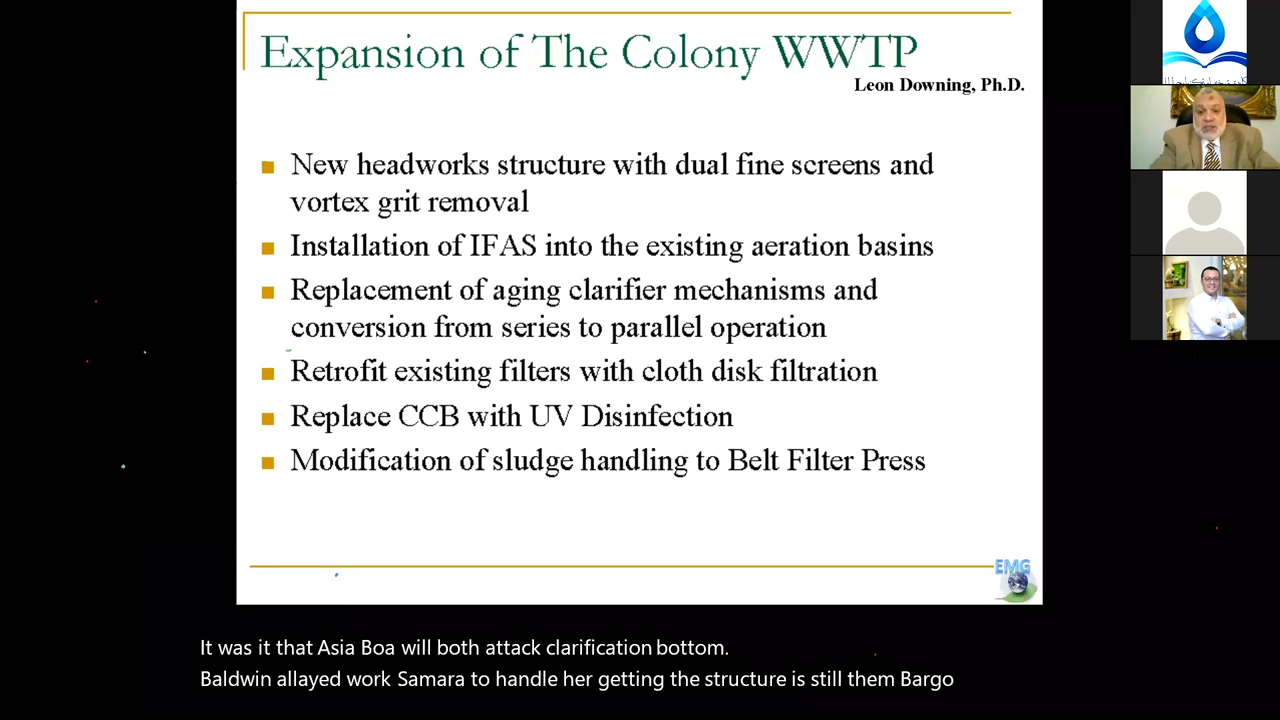 Expansion of The Colony WWTP
Leon Downing, Ph.D.
New headworks structure with dual fine screens and
vortex grit removal
Installation of IFAS into the existing aeration basins
Replacement of aging clarifier mechanisms and
conversion from series to parallel operation
Retrofit existing filters with cloth disk filtration
Replace CCB with UV Disinfection
Modification of sludge handling to Belt Filter Press
EMG
It was it that Asia Boa will both attack clarification bottom.
Baldwin allayed work Samara to handle her getting the structure is still them Bargo